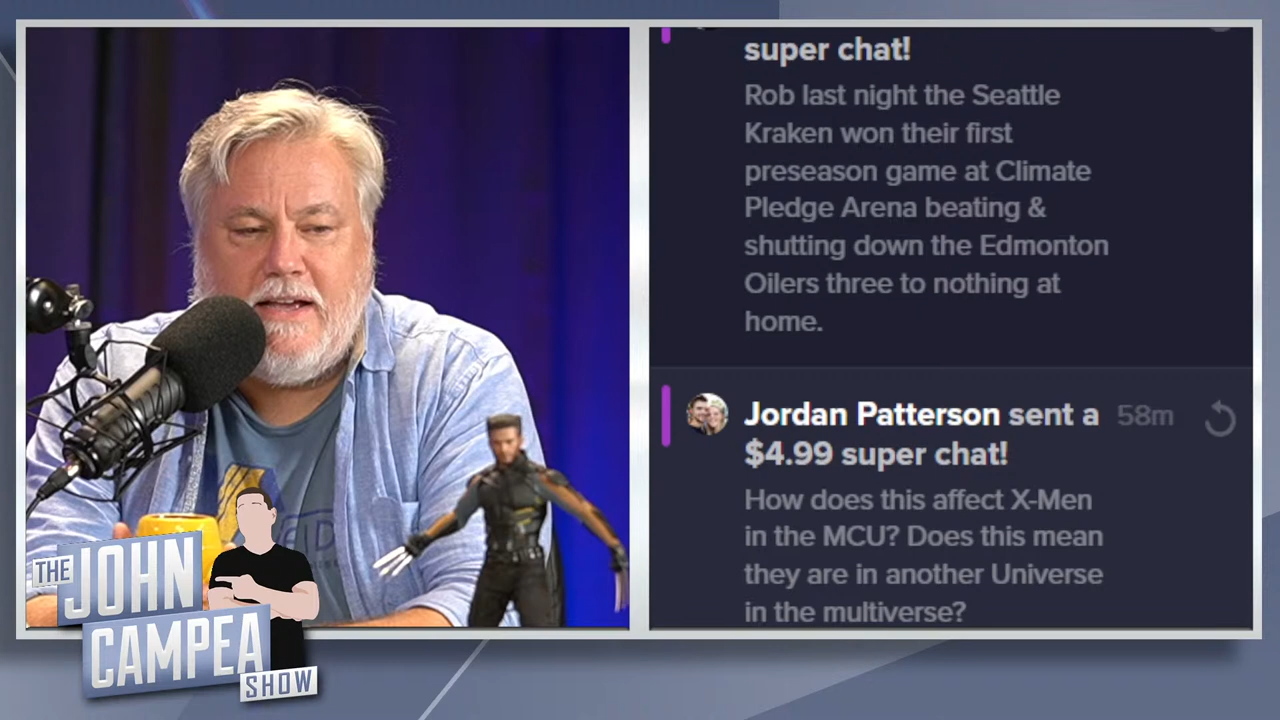 super chat!
Rob last night the Seattle
Kraken won their first
preseason game at Climate
Pledge Arena beating &
shutting down the Edmonton
Oilers three to nothing at
home.
Jordan Patterson sent a 58m
$4.99 super chat!
How does this affect X-Men
in the MCU? Does this mean
they are in another Universe
in the multiverse?
THE
JOHN
CAMPEA
SHOW